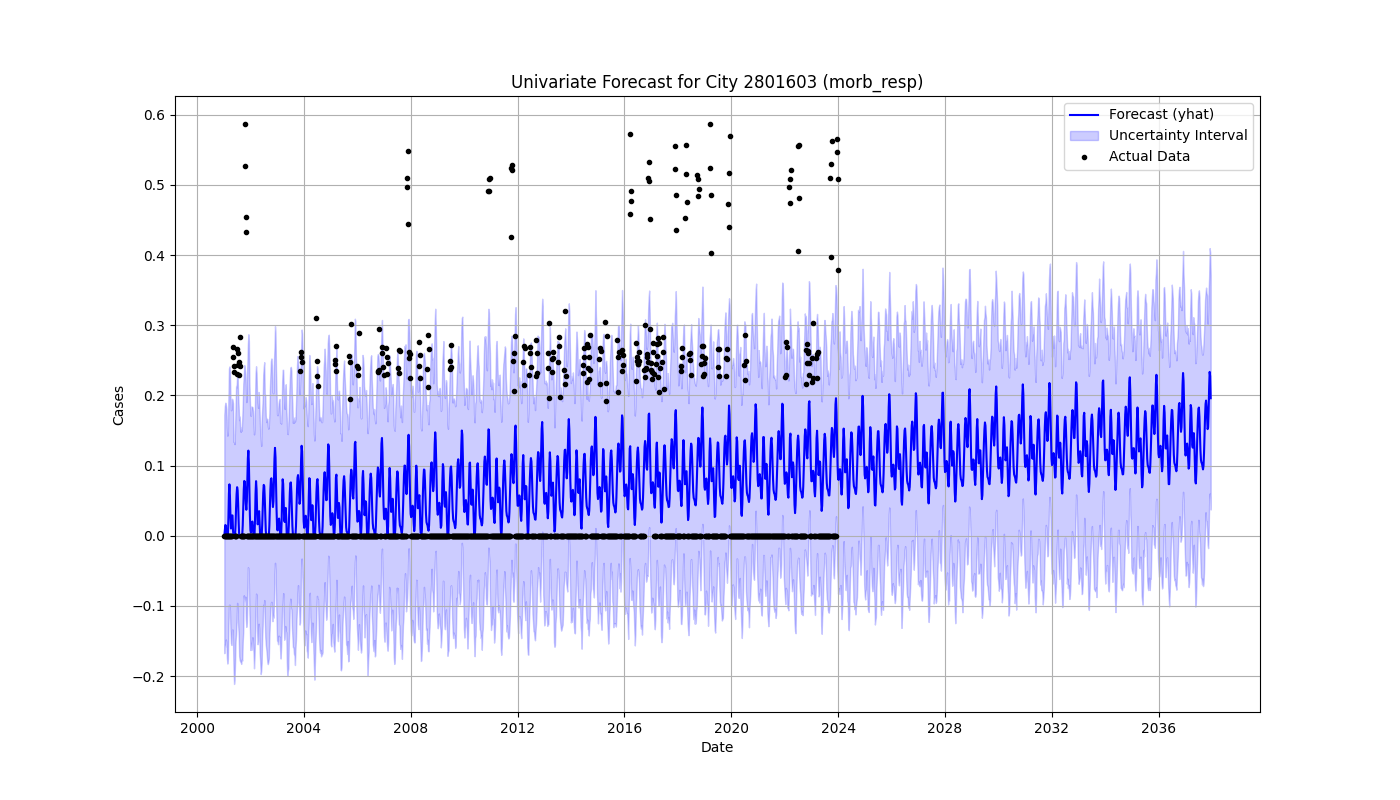 Univariate Forecast for City 2801603 (morb_resp)
Forecast (yhat)
Uncertainty Interval
Actual Data
Cases
0.6
0.5
0.4
0.3
0.2
0.1
0.0
−0.1
−0.2
2000 2004 2008 2012 2016 2020 2024 2028 2032 2036
Date